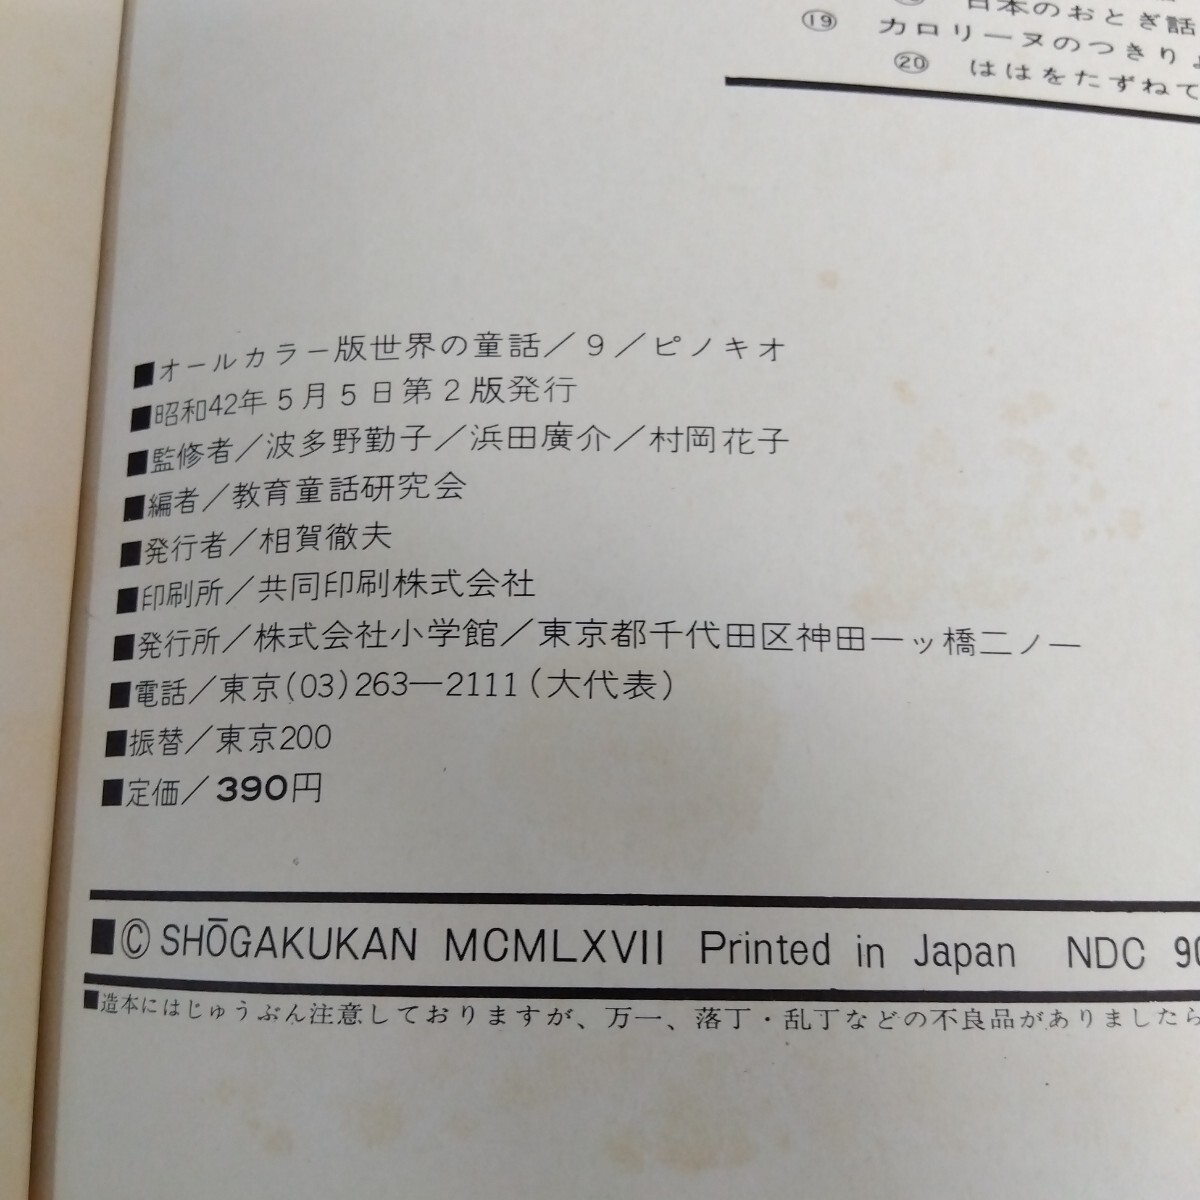 日本のおとぎ話
⑲ カロリーヌのつきりょ
⑳ ははをたずねて
■オールカラー版世界の童話／9／ピノキオ
■昭和42年5月5日第2版発行
■監修者／波多野勤子／浜田廣介／村岡花子
■編者／教育童話研究会
■発行者／相賀徹夫
■印刷所／共同印刷株式会社
■発行所／株式会社小学館／東京都千代田区神田一ッ橋二ノ一
■電話／東京(03)263—2111(大代表)
■振替／東京200
■定価／390円
■Ⓒ SHŌGAKUKAN MCMLXVII Printed in Japan NDC 90
■造本にはじゅうぶん注意しておりますが、万一、落丁・乱丁などの不良品がありましたら